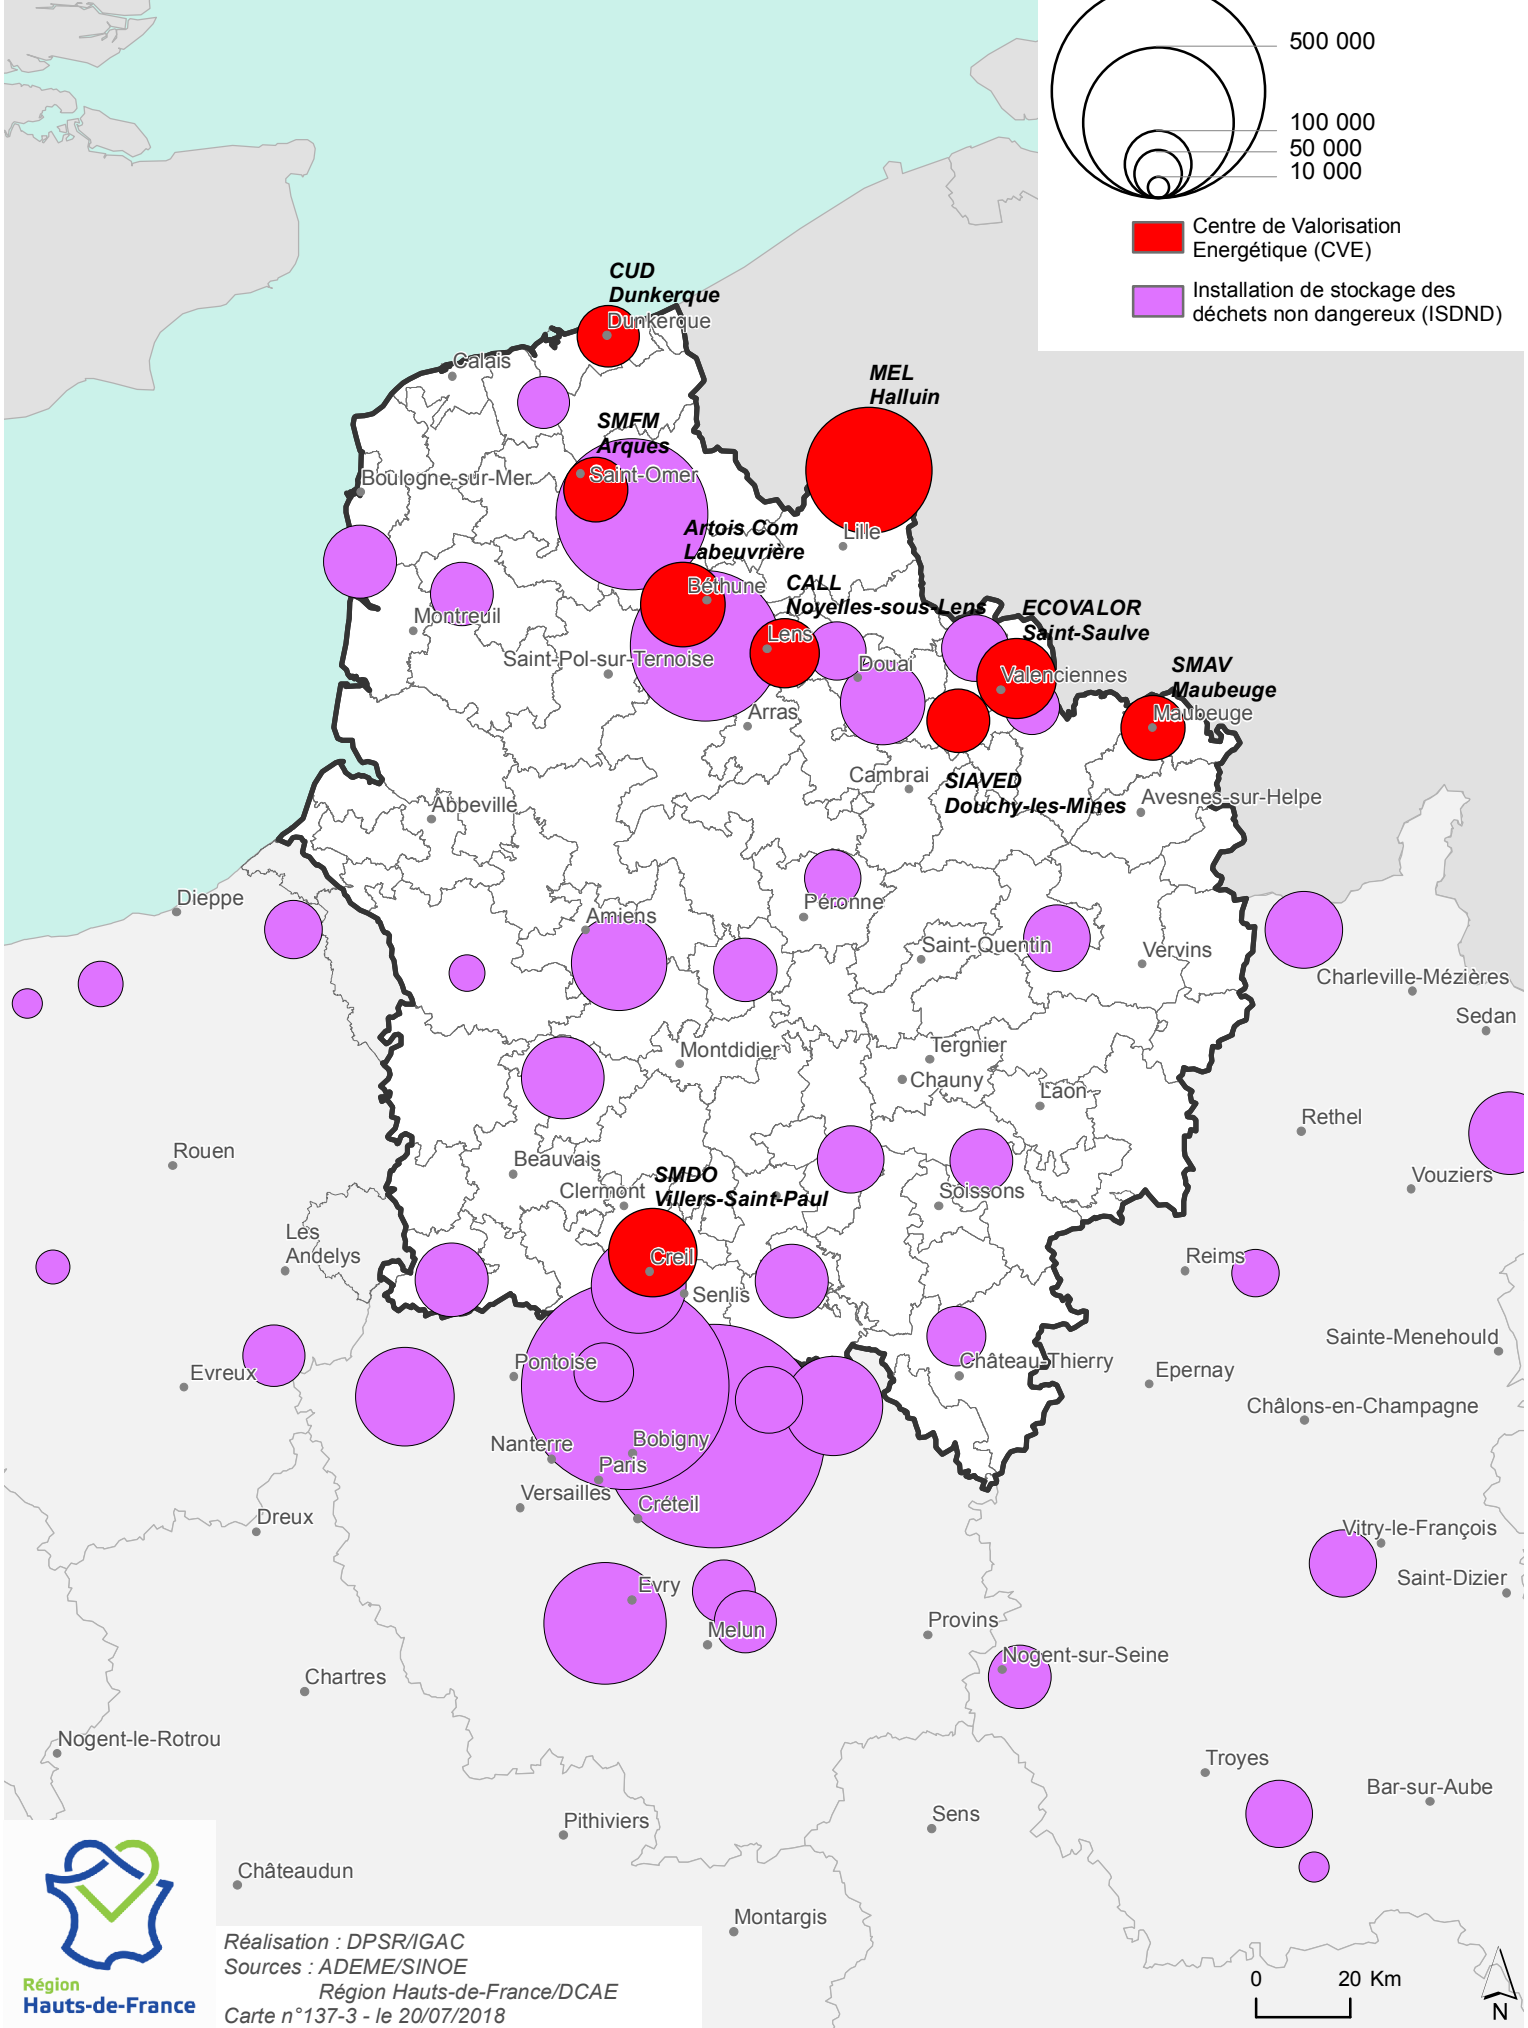 500 000
100 000
50 000
10 000
Centre de Valorisation
Energétique (CVE)
Installation de stockage des
déchets non dangereux (ISDND)
CUD
Dunkerque
Dunkerque
Calais
MEL
Halluin
SMFM
Arques
Saint-Omer
Boulogne-sur-Mer
Artois Com
Labeuvrière
Lille
Béthune
CALL
Noyelles-sous-Lens
ECOVALOR
Saint-Saulve
Montreuil
Lens
Saint-Pol-sur-Ternoise
Douai
Valenciennes
SMAV
Maubeuge
Maubeuge
Arras
Cambrai
SIAVED
Douchy-les-Mines
Avesnes-sur-Helpe
Abbeville
Dieppe
Péronne
Amiens
Saint-Quentin
Vervins
Charleville-Mézières
Sedan
Montdidier
Tergnier
Chauny
Laon
Rethel
Rouen
Beauvais
SMDO
Villers-Saint-Paul
Clermont
Soissons
Vouziers
Les
Andelys
Creil
Senlis
Reims
Sainte-Menehould
Evreux
Pontoise
Château-Thierry
Epernay
Châlons-en-Champagne
Nanterre
Bobigny
Paris
Versailles
Créteil
Dreux
Vitry-le-François
Saint-Dizier
Evry
Melun
Provins
Nogent-sur-Seine
Chartres
Nogent-le-Rotrou
Troyes
Bar-sur-Aube
Pithiviers
Sens
Châteaudun
Montargis
Région
Hauts-de-France
Réalisation : DPSR/IGAC
Sources : ADEME/SINOE
Région Hauts-de-France/DCAE
Carte n°137-3 - le 20/07/2018
0 20 Km
N